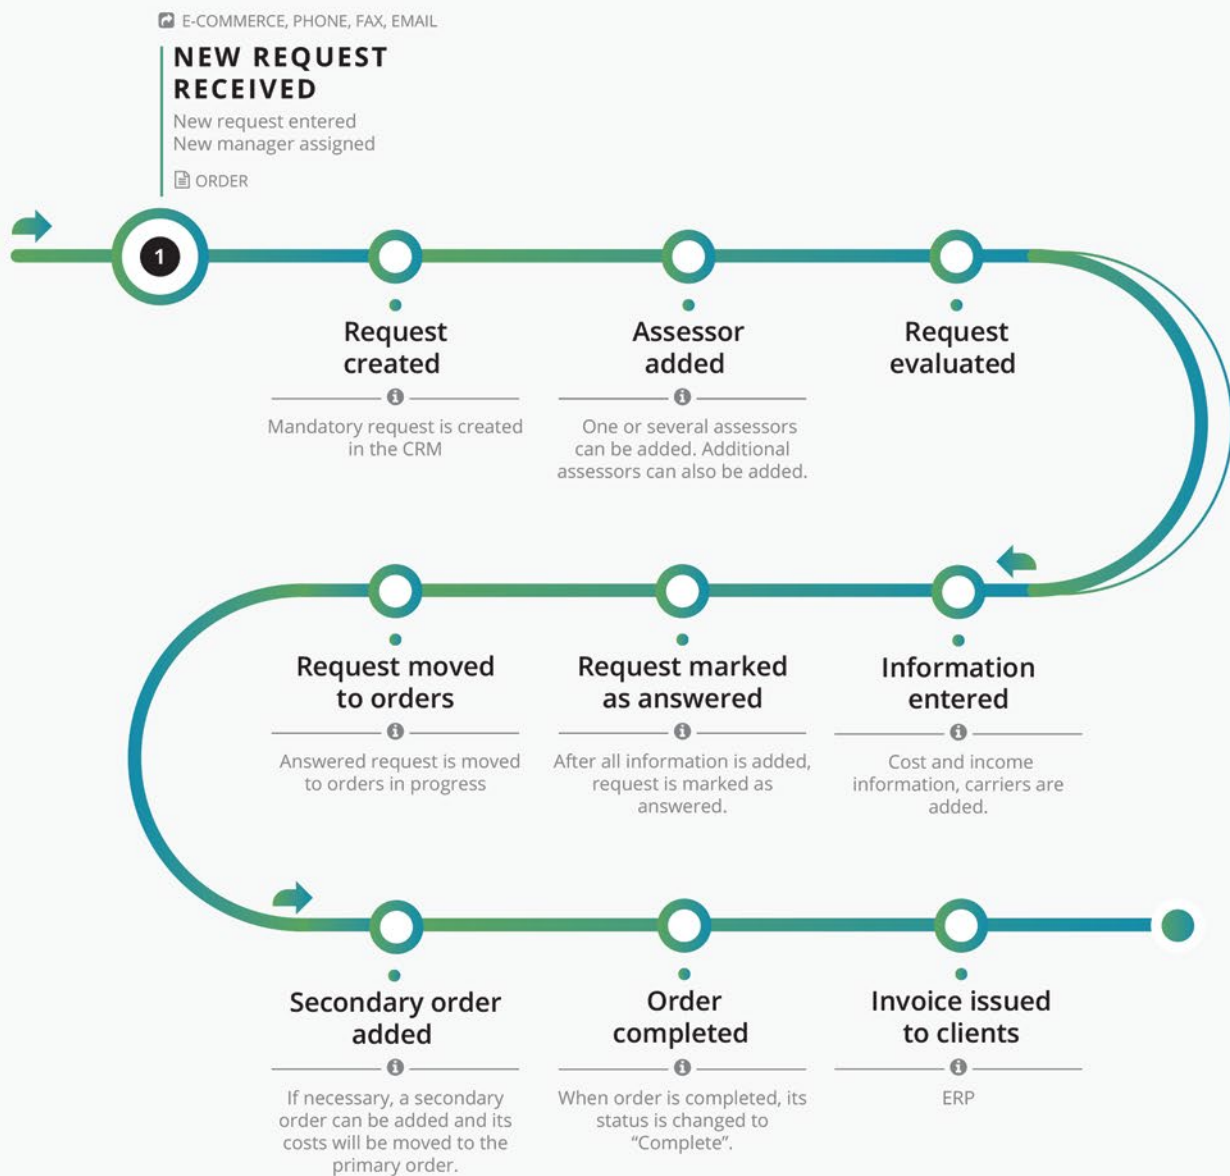 E-COMMERCE, PHONE, FAX, EMAIL
NEW REQUEST
RECEIVED
New request entered
New manager assigned
ORDER
1
Request
created
Mandatory request is created
in the CRM
Assessor
added
One or several assessors
can be added. Additional
assessors can also be added.
Request
evaluated
Information
entered
Cost and income
information, carriers are
added.
Request marked
as answered
After all information is added,
request is marked as
answered.
Request moved
to orders
Answered request is moved
to orders in progress
Secondary order
added
If necessary, a secondary
order can be added and its
costs will be moved to the
primary order.
Order
completed
When order is completed, its
status is changed to
“Complete”.
Invoice issued
to clients
ERP